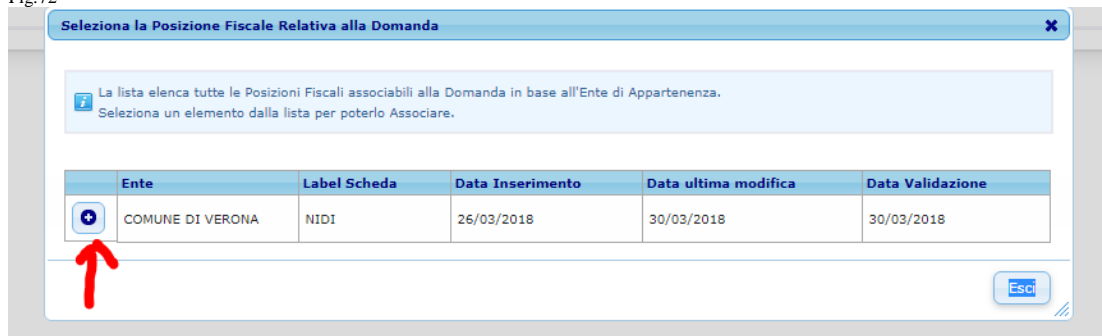 Fig.72
Seleziona la Posizione Fiscale Relativa alla Domanda
La lista elenca tutte le Posizioni Fiscali associabili alla Domanda in base all'Ente di Appartenenza.
Seleziona un elemento dalla lista per poterlo Associare.
Ente Label Scheda Data Inserimento Data ultima modifica Data Validazione
COMUNE DI VERONA NIDI 26/03/2018 30/03/2018 30/03/2018
Esci